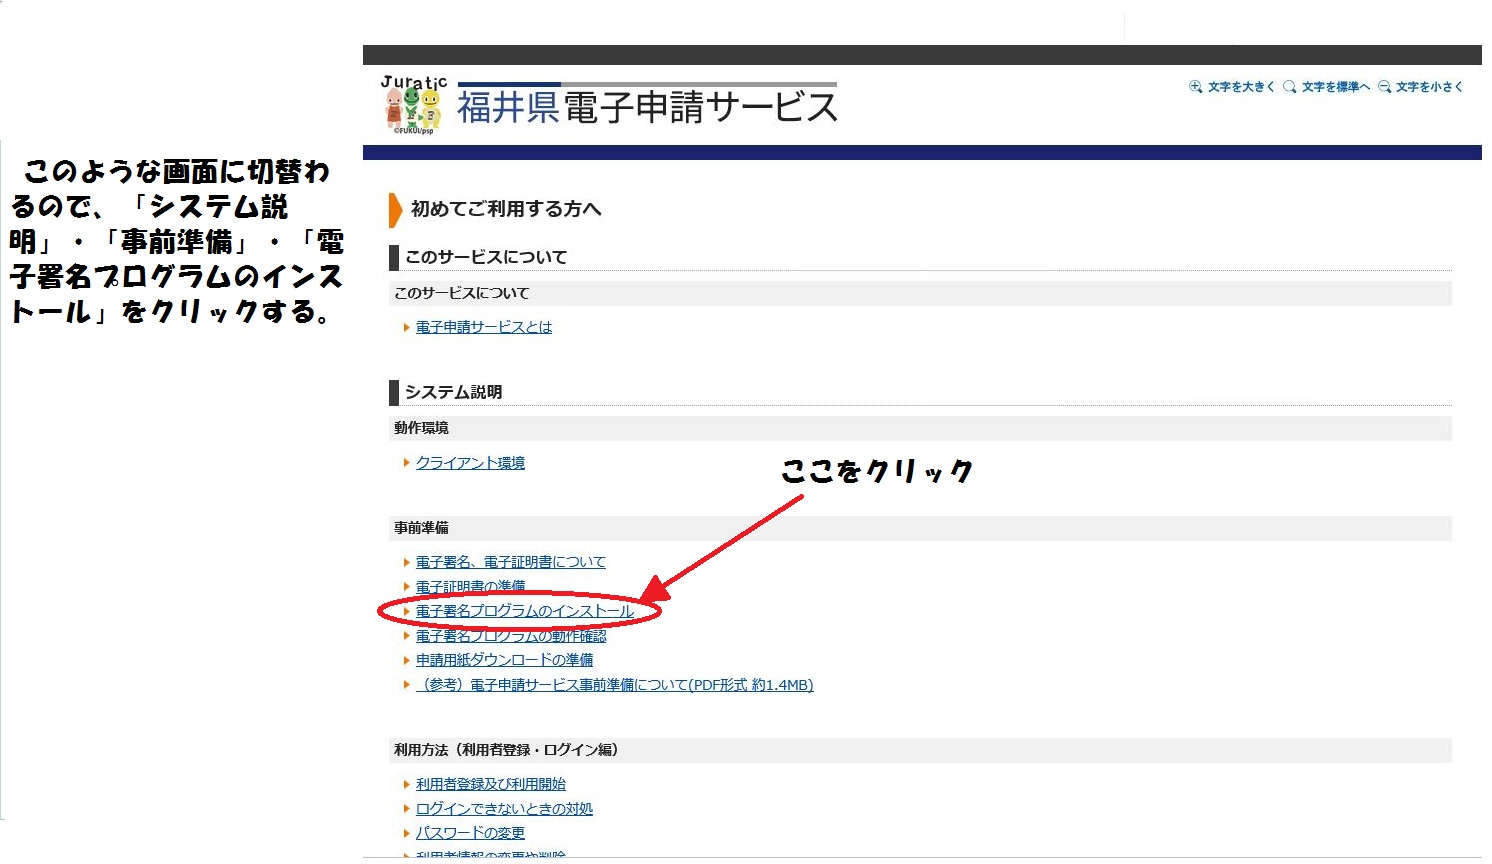 Juratic
©FUKUI/psp
福井県電子申請サービス
文字を大きく 文字を標準へ 文字を小さく
このような画面に切替わ
るので、「システム説
明」・「事前準備」・「電
子署名プログラムのインス
トール」をクリックする。
初めてご利用する方へ
このサービスについて
このサービスについて
電子申請サービスとは
システム説明
動作環境
クライアント環境
ここをクリック
事前準備
電子署名、電子証明書について
電子証明書の準備
電子署名プログラムのインストール
電子署名プログラムの動作確認
申請用紙ダウンロードの準備
（参考）電子申請サービス事前準備について(PDF形式 約1.4MB)
利用方法（利用者登録・ログイン編）
利用者登録及び利用開始
ログインできないときの対処
パスワードの変更
利用者情報の変更や削除